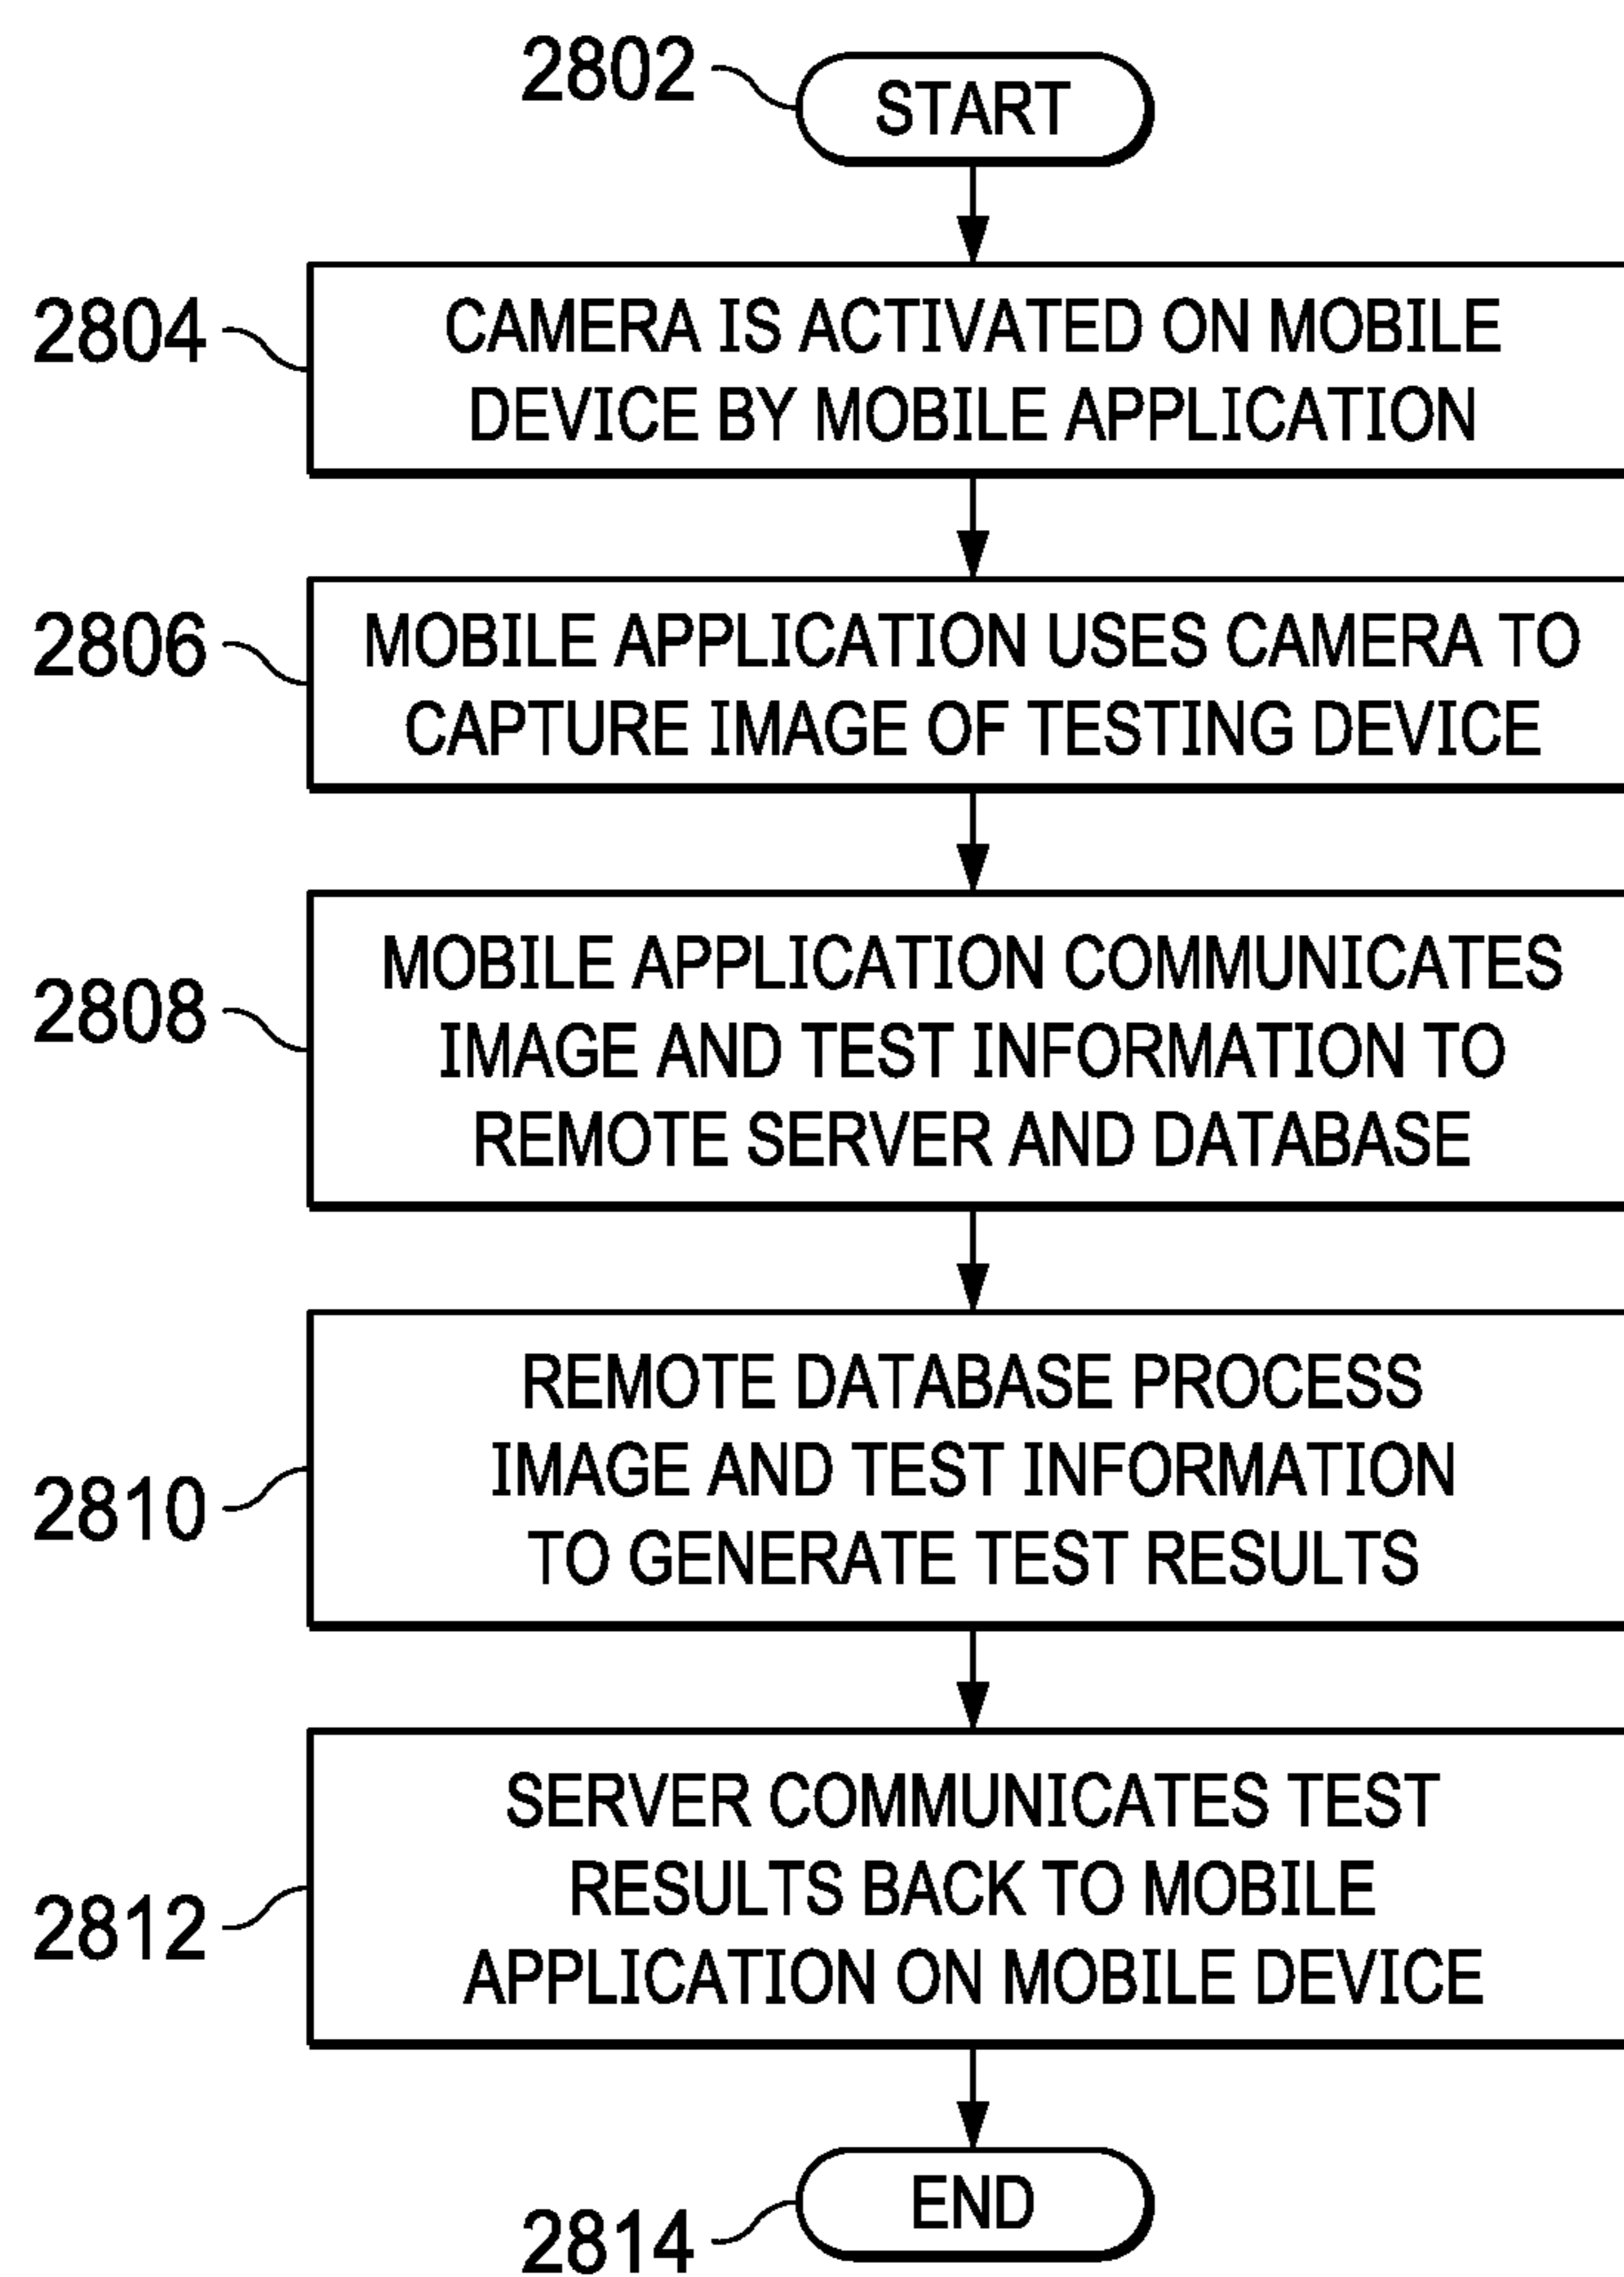 2802
START
2804
CAMERA IS ACTIVATED ON MOBILE
DEVICE BY MOBILE APPLICATION
2806
MOBILE APPLICATION USES CAMERA TO
CAPTURE IMAGE OF TESTING DEVICE
2808
MOBILE APPLICATION COMMUNICATES
IMAGE AND TEST INFORMATION TO
REMOTE SERVER AND DATABASE
2810
REMOTE DATABASE PROCESS
IMAGE AND TEST INFORMATION
TO GENERATE TEST RESULTS
2812
SERVER COMMUNICATES TEST
RESULTS BACK TO MOBILE
APPLICATION ON MOBILE DEVICE
2814
END